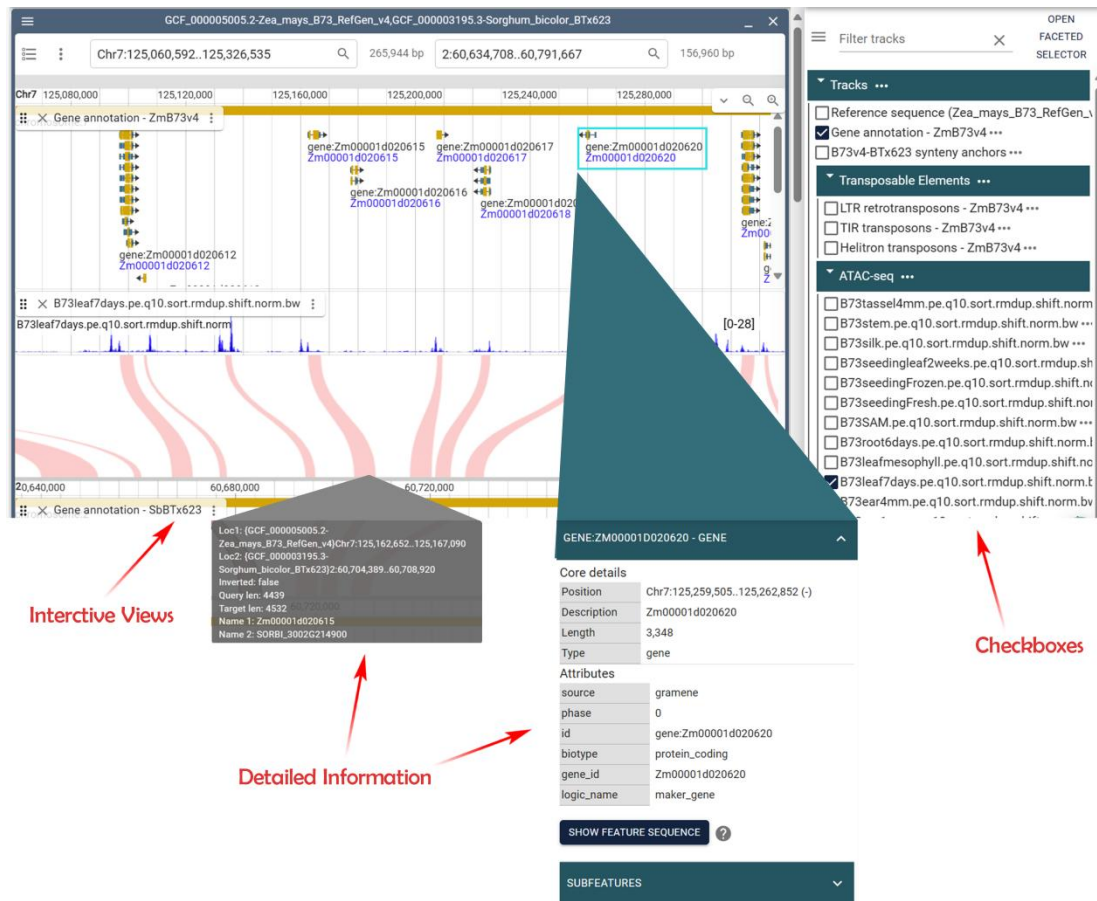 GCF_000005005.2-Zea_mays_B73_RefGen_v4,GCF_000003195.3-Sorghum_bicolor_BTx623
Chr7:125,060,592..125,326,535
265,944 bp
2:60,634,708..60,791,667
156,960 bp
Chr7 125,080,000 125,120,000 125,160,000 125,200,000 125,240,000 125,280,000
Gene annotation - ZmB73v4
gene:Zm00001d020612
Zm00001d020612
gene:Zm00001d020615
Zm00001d020615
gene:Zm00001d020616
Zm00001d020616
gene:Zm00001d020617
Zm00001d020617
gene:Zm00001d02
Zm00001d020618
gene:Zm00001d020620
Zm00001d020620
gene:
Zm00
g
Z
B73leaf7days.pe.q10.sort.rmdup.shift.norm.bw
B73leaf7days.pe.q10.sort.rmdup.shift.norm
[0-28]
20,640,000 60,680,000 60,720,000
Gene annotation - SbBTx623
Loc1: {GCF_000005005.2-
Zea_mays_B73_RefGen_v4}Chr7:125,162,652..125,167,090
Loc2: {GCF_000003195.3-
Sorghum_bicolor_BTx623}2:60,704,389..60,708,920
Inverted: false
Query len: 4439
Target len: 4532
Name 1: Zm00001d020615
Name 2: SORBI_3002G214900
60,720,000
Interctive Views
Detailed Information
GENE:ZM00001D020620 - GENE
Core details
Position Chr7:125,259,505..125,262,852 (-)
Description Zm00001d020620
Length 3,348
Type gene
Attributes
source gramene
phase 0
id gene:Zm00001d020620
biotype protein_coding
gene_id Zm00001d020620
logic_name maker_gene
SHOW FEATURE SEQUENCE
SUBFEATURES
Filter tracks
OPEN
FACETED
SELECTOR
Tracks
Reference sequence (Zea_mays_B73_RefGen_v
Gene annotation - ZmB73v4
B73v4-BTx623 synteny anchors
Transposable Elements
LTR retrotransposons - ZmB73v4
TIR transposons - ZmB73v4
Helitron transposons - ZmB73v4
ATAC-seq
B73tassel4mm.pe.q10.sort.rmdup.shift.norm
B73stem.pe.q10.sort.rmdup.shift.norm.bw
B73silk.pe.q10.sort.rmdup.shift.norm.bw
B73seedingleaf2weeks.pe.q10.sort.rmdup.sh
B73seedingFrozen.pe.q10.sort.rmdup.shift.no
B73seedingFresh.pe.q10.sort.rmdup.shift.nor
B73SAM.pe.q10.sort.rmdup.shift.norm.bw
B73root6days.pe.q10.sort.rmdup.shift.norm.b
B73leafmesophyll.pe.q10.sort.rmdup.shift.no
B73leaf7days.pe.q10.sort.rmdup.shift.norm.b
B73ear4mm.pe.q10.sort.rmdup.shift.norm.bw
Checkboxes